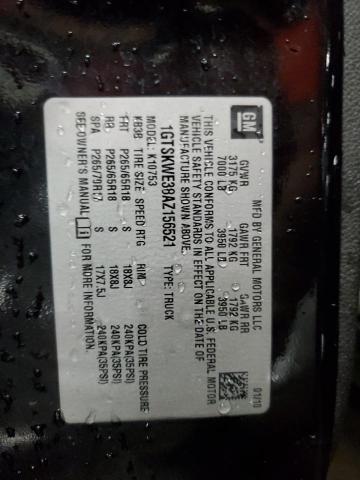 GM
MFD BY GENERAL MOTORS LLC
01/10
GVWR GAWR FRT GAWR RR
3175 KG 1792 KG 1792 KG
7000 LB 3950 LB 3950 LB
THIS VEHICLE CONFORMS TO ALL APPLICABLE U.S. FEDERAL MOTOR
VEHICLE SAFETY STANDARDS IN EFFECT ON THE DATE OF
MANUFACTURE SHOWN ABOVE.
1GTSKWE38AZ156521 TYPE: TRUCK
MODEL: K10753
TIRE SIZE SPEED RTG RIM COLD TIRE PRESSURE
FRT P265/65R18 S 18X8J 240KPA(35PSI)
RR P265/65R18 S 18X8J 240KPA(35PSI)
SPA P265/70R17 S 17X7.5J 240KPA(35PSI)
SEE OWNER'S MANUAL FOR MORE INFORMATION.